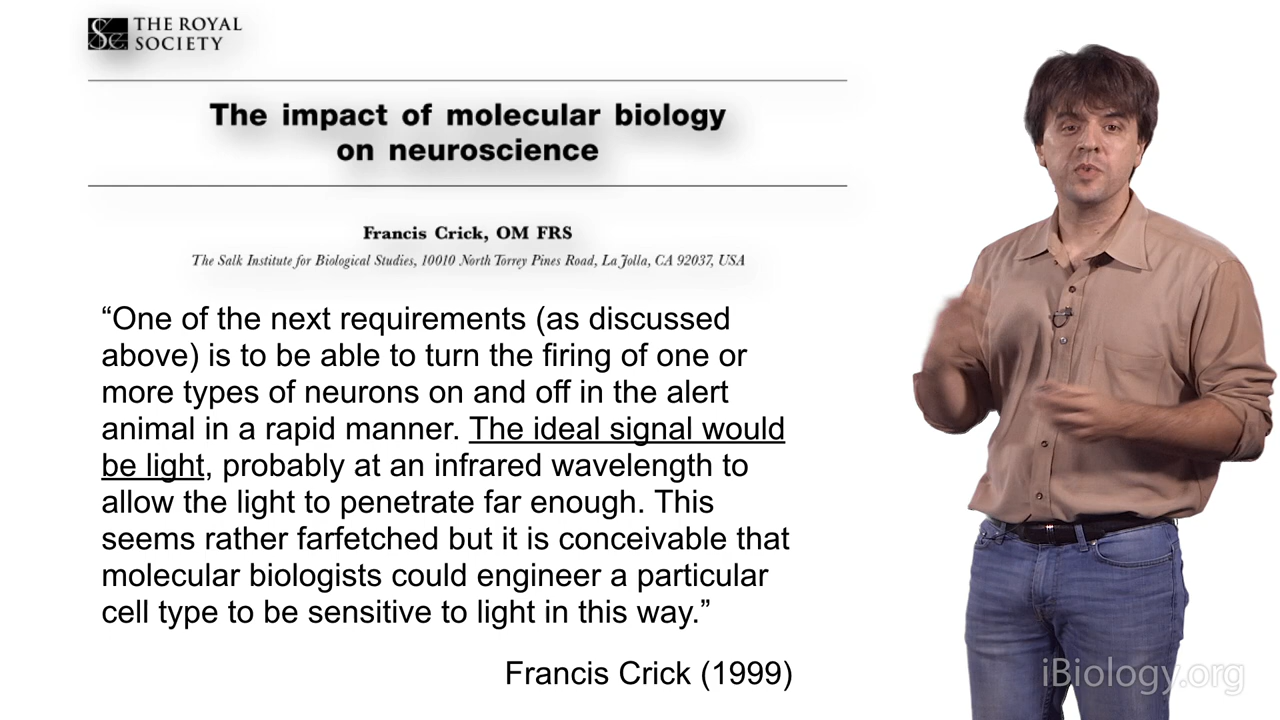 THE ROYAL
SOCIETY
The impact of molecular biology
on neuroscience
Francis Crick, OM FRS
The Salk Institute for Biological Studies, 10010 North Torrey Pines Road, La Jolla, CA 92037, USA
“One of the next requirements (as discussed
above) is to be able to turn the firing of one or
more types of neurons on and off in the alert
animal in a rapid manner. The ideal signal would
be light, probably at an infrared wavelength to
allow the light to penetrate far enough. This
seems rather farfetched but it is conceivable that
molecular biologists could engineer a particular
cell type to be sensitive to light in this way.”
Francis Crick (1999)
iBiology.org